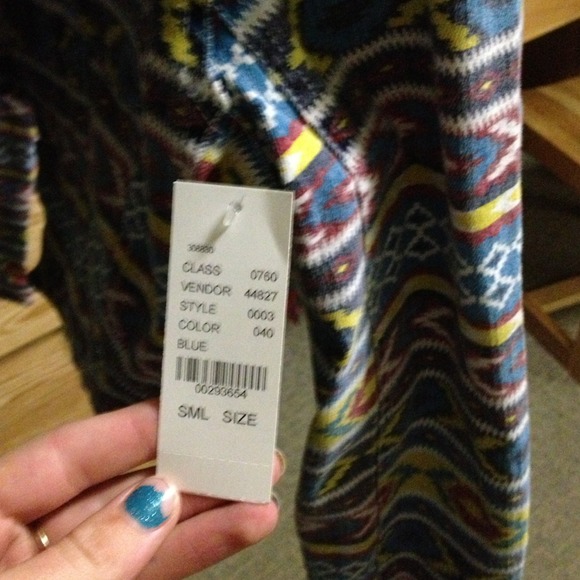 CLASS 0760
VENDOR 44827
STYLE 0003
COLOR 040
BLUE
00293654
SML SIZE